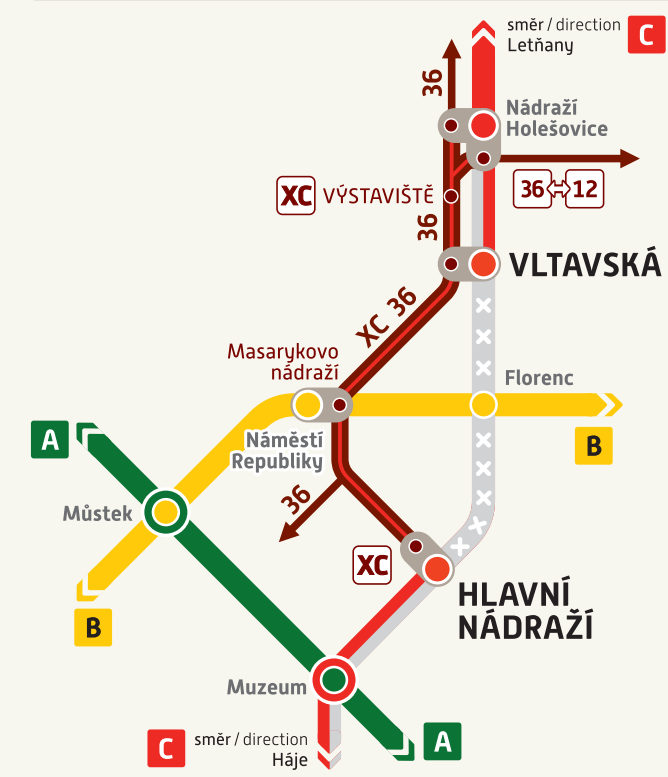 směr / direction
Letňany
C
36
Nádraží
Holešovice
36 12
XC VÝSTAVIŠTĚ
36
VLTAVSKÁ
XC 36
Masarykovo
nádraží
Florenc
A
Náměstí
Republiky
B
36
Můstek
XC
B
HLAVNÍ
NÁDRAŽÍ
Muzeum
C
směr / direction
Háje
A